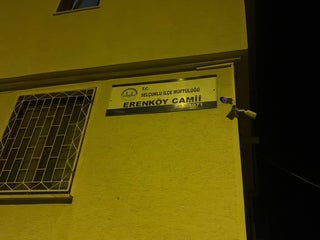 T.C.
SELÇUKLU İLÇE MÜFTÜLÜĞÜ
ERENKÖY CAMİİ